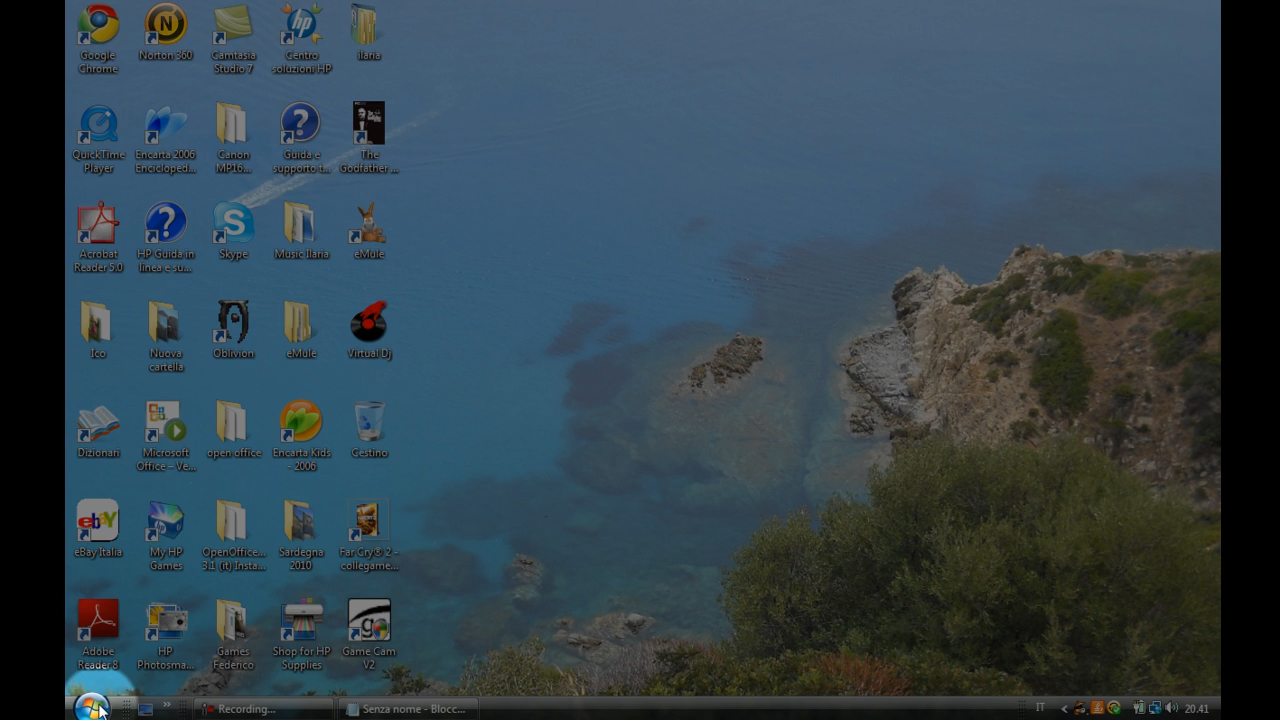 Google
Chrome
Norton 360
Camtasia
Studio 7
Centro
soluzioni HP
ilaria
QuickTime
Player
Encarta 2006
Encicloped...
Canon
MP16...
Guida e
supporto t...
The
Godfather ...
Acrobat
Reader 5.0
HP Guida in
linea e su...
Skype
Music Ilaria
eMule
Ico
Nuova
cartella
Oblivion
eMule
Virtual Dj
Dizionari
Microsoft
Office – Ve...
open office
Encarta Kids
- 2006
Cestino
eBay Italia
My HP
Games
OpenOffice...
3.1 (it) Insta...
Sardegna
2010
Far Cry® 2 -
collegame...
Adobe
Reader 8
HP
Photosma...
Games
Federico
Shop for HP
Supplies
Game Cam
V2
Recording...
Senza nome - Blocc...
IT
20.41